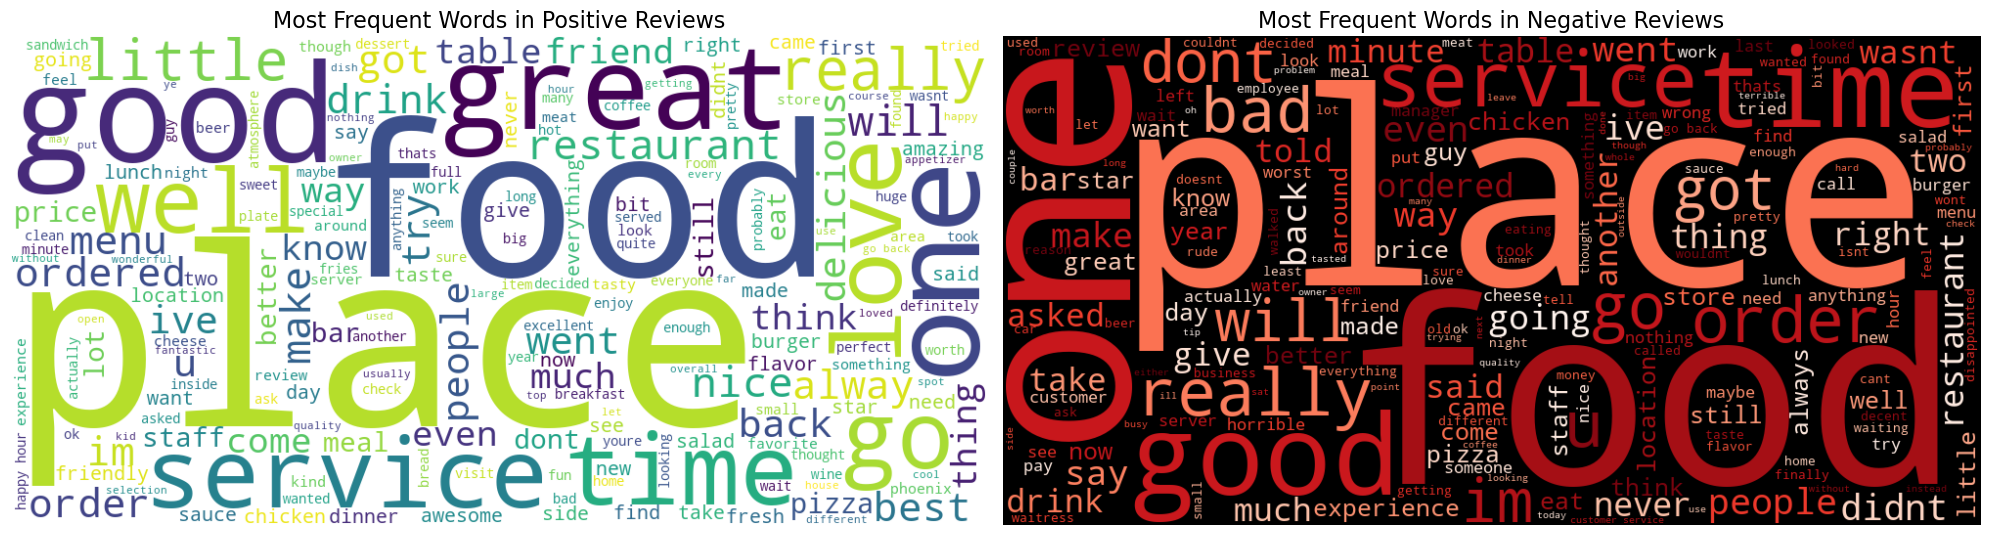 Most Frequent Words in Positive Reviews
sandwich though dessert got table friend right came first tried
going little really
feel dish getting
good ye great hour many coffee didnt pretty store found course wasnt
drink never delicious will happy
may guy beer atmosphere nothing say meat hot
put owner thats restaurant amazing
lunch night maybe full room every appetizer
well sweet way work try food long everything still probably eat use huge love one
price plate special around anything seem give bit served look quite big area go back took
clean menu know
minute without wonderful fries sure said
ordered two server taste item decided tasty everyone far made
location better make people large enjoy definitely
place ive bar used another excellent enough think loved
open cheese fantastic went burger perfect
happy hour experience actually lot u inside review year now overall flavor something worth
usually much nice alway spot
want day check top breakfast small star need thing
asked ask let see back
ok kid quality even dont youre salad favorite go
im staff come meal looking thought
friendly service bread visit fun new time wine cool
order kind home wait house phoenix
selection wanted bad pizza best
sauce chicken dinner awesome side find take fresh different
Most Frequent Words in Negative Reviews
used room review couldnt decided meat minute table went work last looked wasnt
dont look service time wanted found bit
problem big thats first
one worth left employee bad meal manager leave terrible tried
let wait oh lot even chicken wrong item done go back salad
want put ive find probably
couple told guy something though whole enough two
bar star long worst place ordered sauce hard burger
doesnt back around way another outside got call wont
know area many pretty menu
make year eating thing right check
reason rude walked price took thought isnt
great tasted dinner wouldnt restaurant feel
least water owner seem love sure cheese tell store need lunch anything
asked car beer day actually friend go order hour
tip will made old ok going nothing
trying next night called new
give better location disappointed
take either business everything quality food money maybe cant well
customer really sat point said staff nice still decent always
ask ill u taste waiting
busy server horrible came different flavor try
side see now good come coffee home little
pay say pizza someone think finally
small looking im eat never people without instead
drink much experience getting use didnt
waitress today customer service